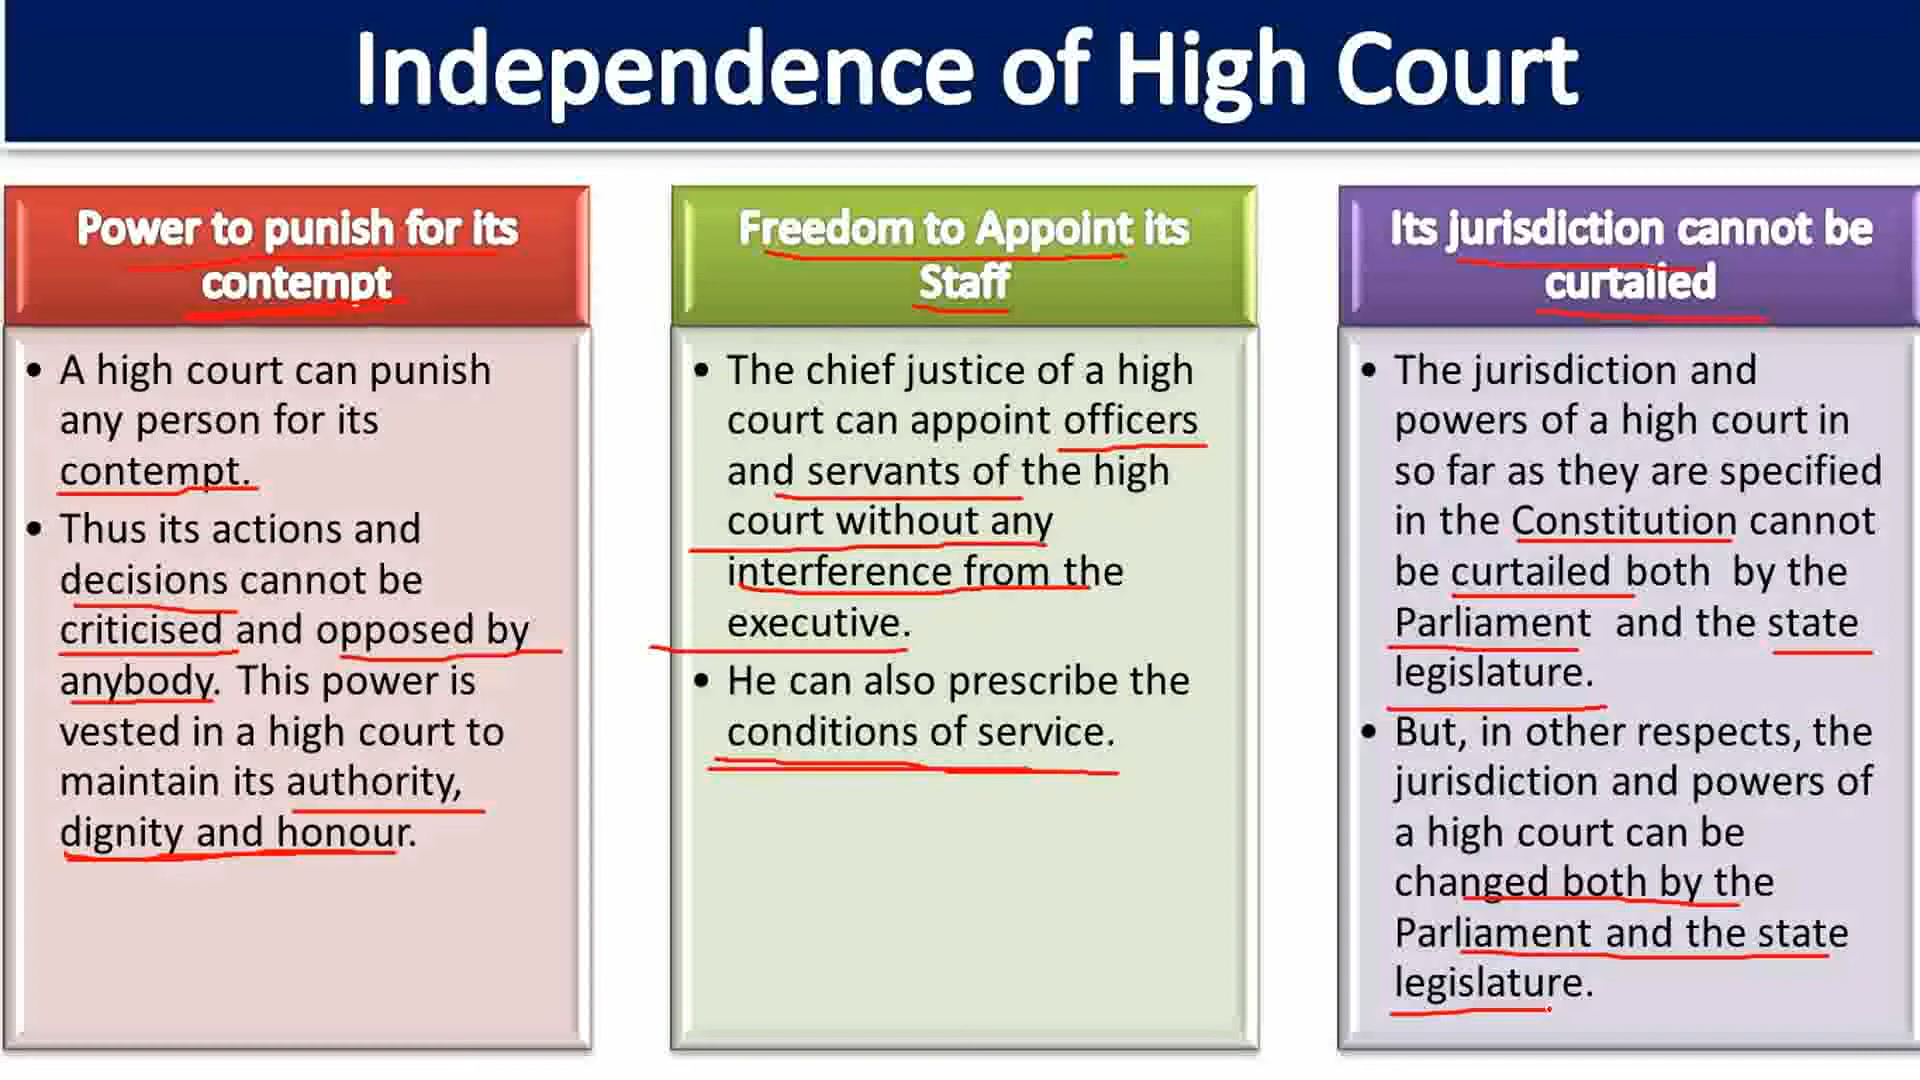 Independence of High Court
Power to punish for its
contempt
• A high court can punish
any person for its
contempt.
• Thus its actions and
decisions cannot be
criticised and opposed by
anybody. This power is
vested in a high court to
maintain its authority,
dignity and honour.
Freedom to Appoint its
Staff
• The chief justice of a high
court can appoint officers
and servants of the high
court without any
interference from the
executive.
• He can also prescribe the
conditions of service.
Its jurisdiction cannot be
curtailed
• The jurisdiction and
powers of a high court in
so far as they are specified
in the Constitution cannot
be curtailed both by the
Parliament and the state
legislature.
• But, in other respects, the
jurisdiction and powers of
a high court can be
changed both by the
Parliament and the state
legislature.